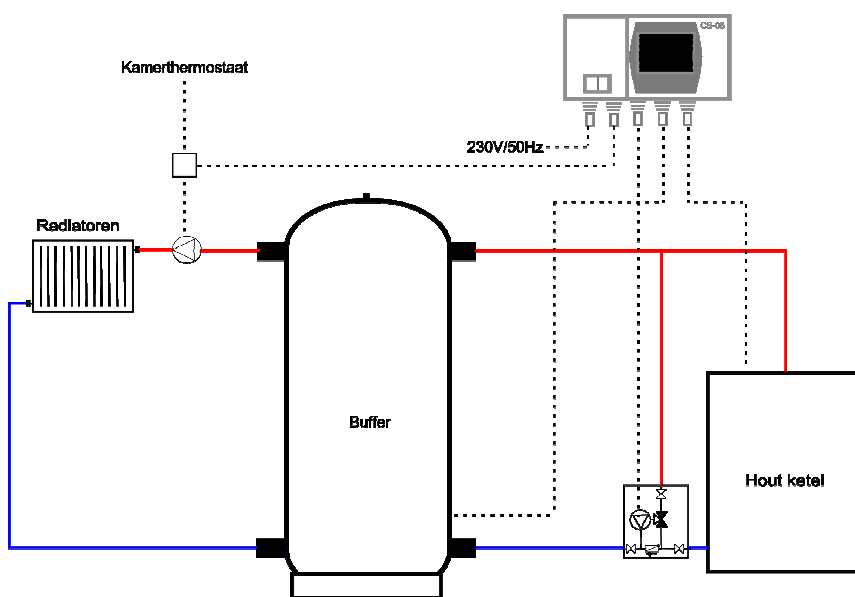 CS-08
Kamerthermostaat
230V/50Hz
Radiatoren
Buffer
Hout ketel